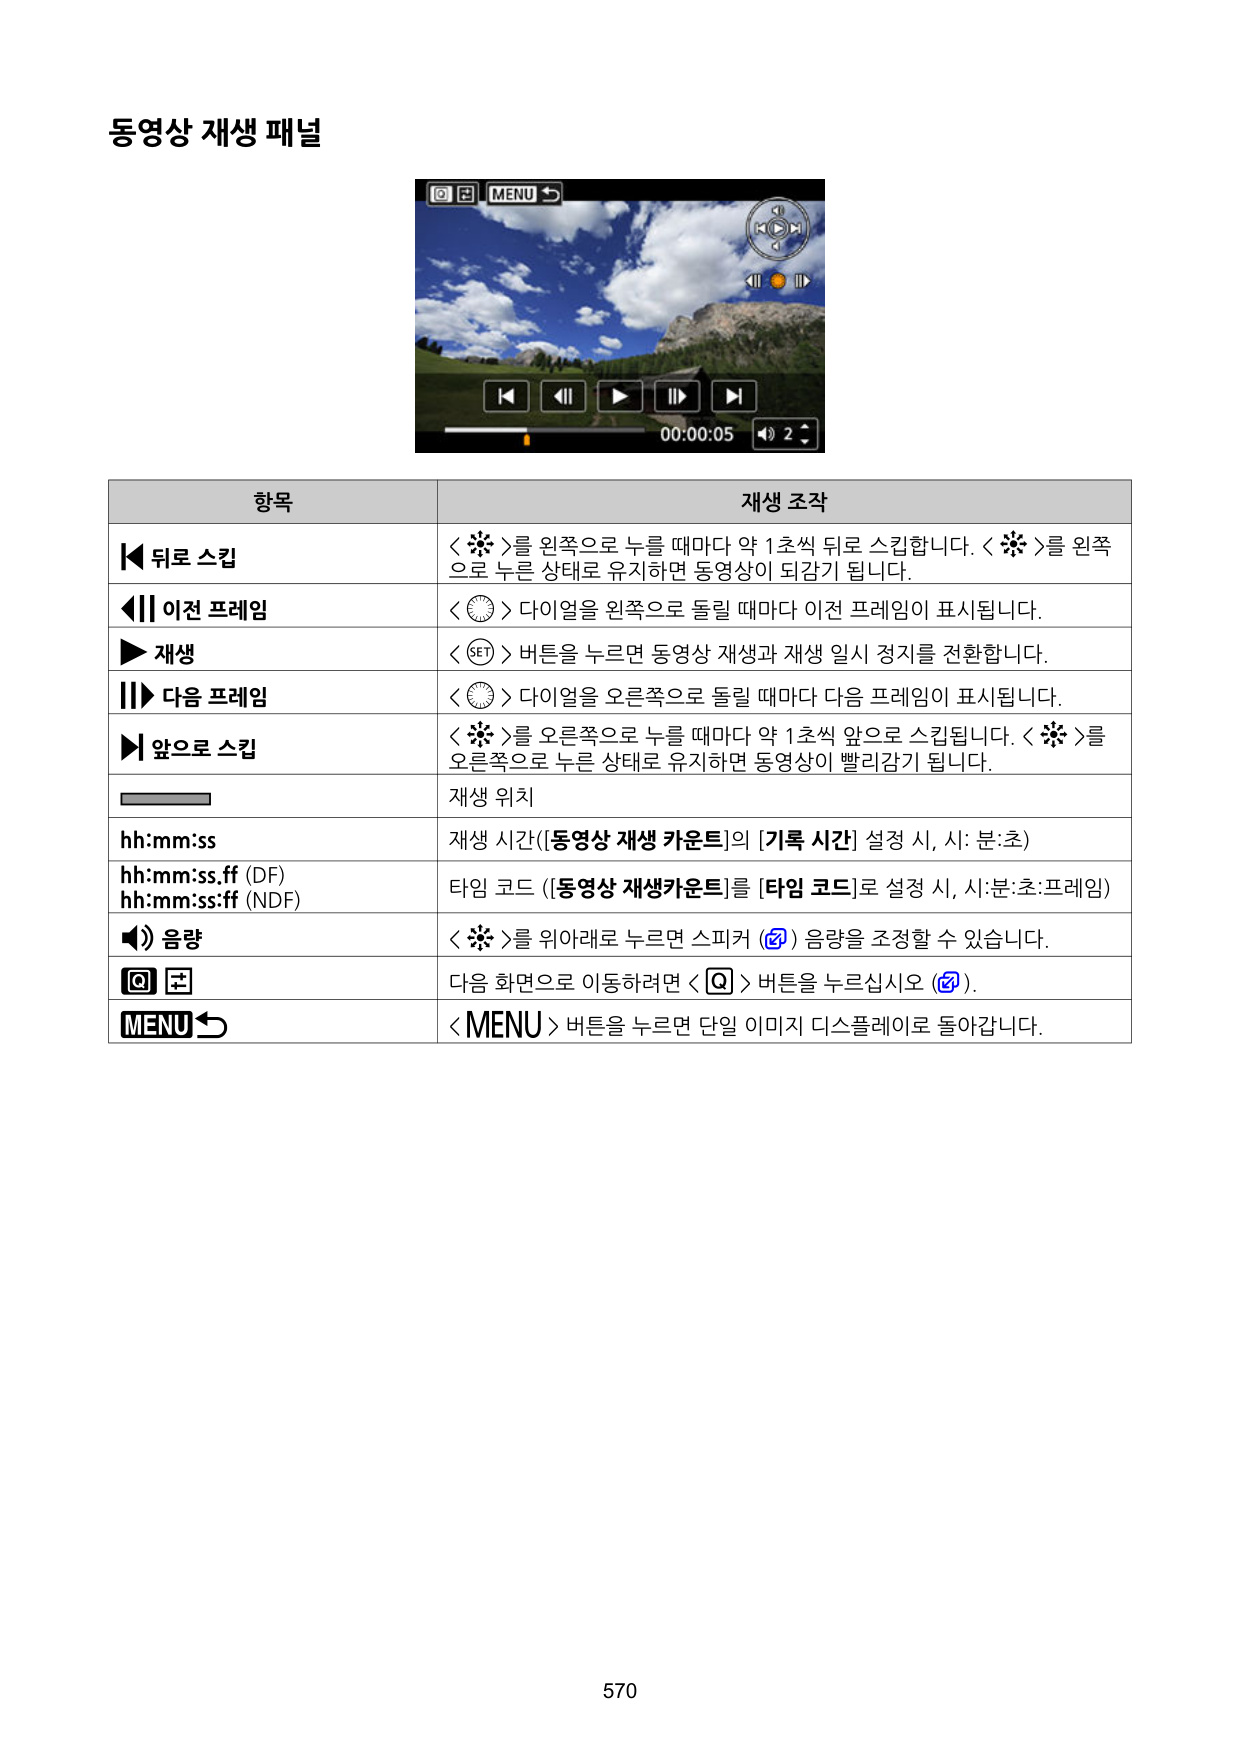 동영상 재생 패널
Q MENU
00:00:05 2
항목 재생 조작
뒤로 스킵 < >를 왼쪽으로 누를 때마다 약 1초씩 뒤로 스킵합니다. < >를 왼쪽
으로 누른 상태로 유지하면 동영상이 되감기 됩니다.
이전 프레임 < > 다이얼을 왼쪽으로 돌릴 때마다 이전 프레임이 표시됩니다.
재생 < SET > 버튼을 누르면 동영상 재생과 재생 일시 정지를 전환합니다.
다음 프레임 < > 다이얼을 오른쪽으로 돌릴 때마다 다음 프레임이 표시됩니다.
앞으로 스킵 < >를 오른쪽으로 누를 때마다 약 1초씩 앞으로 스킵됩니다. < >를
오른쪽으로 누른 상태로 유지하면 동영상이 빨리감기 됩니다.
재생 위치
hh:mm:ss 재생 시간([동영상 재생 카운트]의 [기록 시간] 설정 시, 시: 분:초)
hh:mm:ss.ff (DF)
hh:mm:ss:ff (NDF)
타임 코드 ([동영상 재생카운트]를 [타임 코드]로 설정 시, 시:분:초:프레임)
음량 < >를 위아래로 누르면 스피커 ( ) 음량을 조정할 수 있습니다.
Q 다음 화면으로 이동하려면 < Q > 버튼을 누르십시오 ( ).
MENU < MENU > 버튼을 누르면 단일 이미지 디스플레이로 돌아갑니다.
570